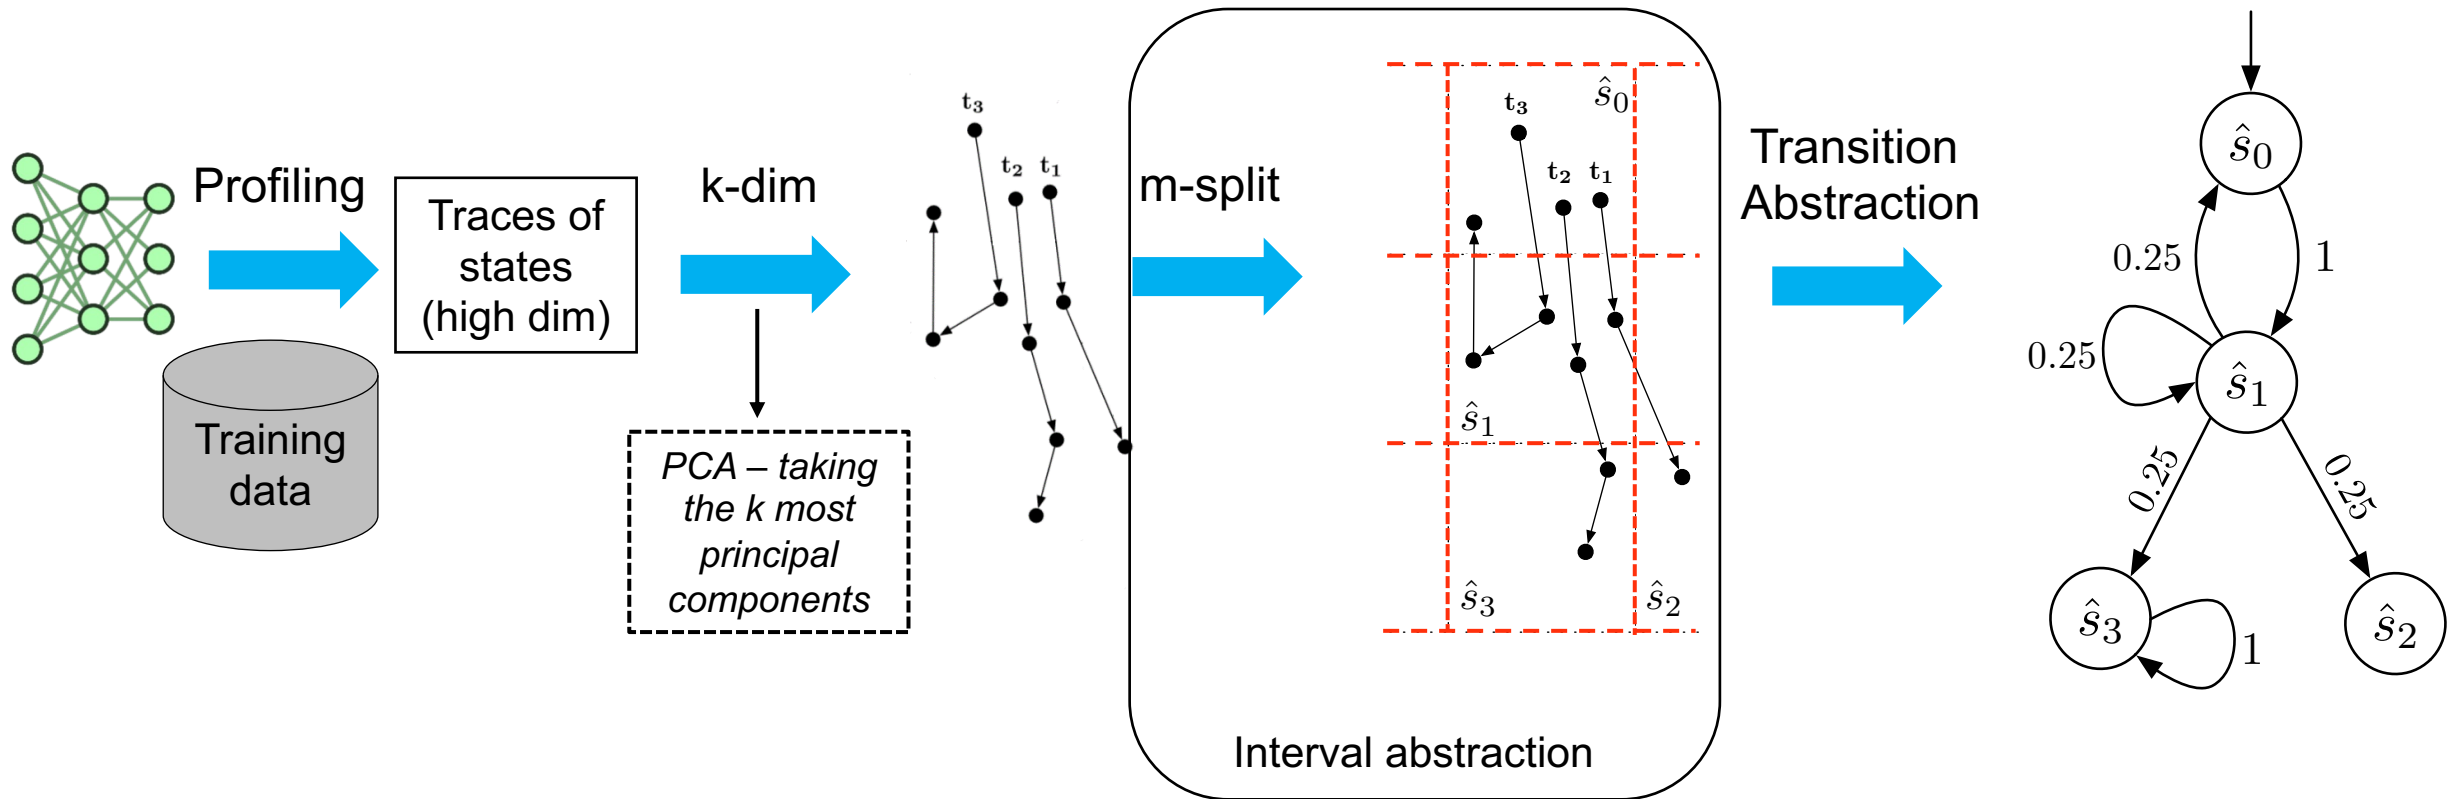 Profiling
Training
data
Traces of
states
(high dim)
k-dim
PCA – taking
the k most
principal
components
t₃
t₂ t₁
m-split
t₃
t₂ t₁
ŝ₀
ŝ₁
ŝ₃
ŝ₂
Interval abstraction
Transition
Abstraction
ŝ₀
0.25
1
0.25
ŝ₁
0.25
0.25
ŝ₃
1
ŝ₂